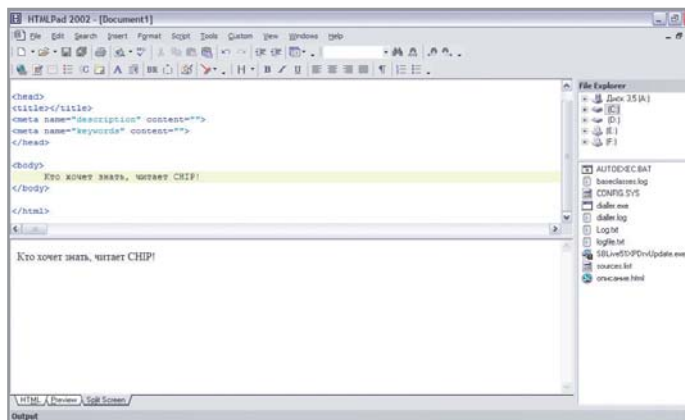 HTMLPad 2002 - [Document1]
File Edit Search Insert Format Script Tools Custom View Windows Help
<head>
<title></title>
<meta name="description" content="">
<meta name="keywords" content="">
</head>
<body>
Кто хочет знать, читает CHIP!
</body>
</html>
Кто хочет знать, читает CHIP!
HTML Preview Split Screen
Output
File Explorer
Диск 3,5 (A:)
(C:)
(D:)
(E:)
(F:)
AUTOEXEC.BAT
baseclasses.log
CONFIG.SYS
dialler.exe
dialler.log
Log.txt
logfile.txt
SBLive5XPDrvUpdate.exe
sources.list
описание.html